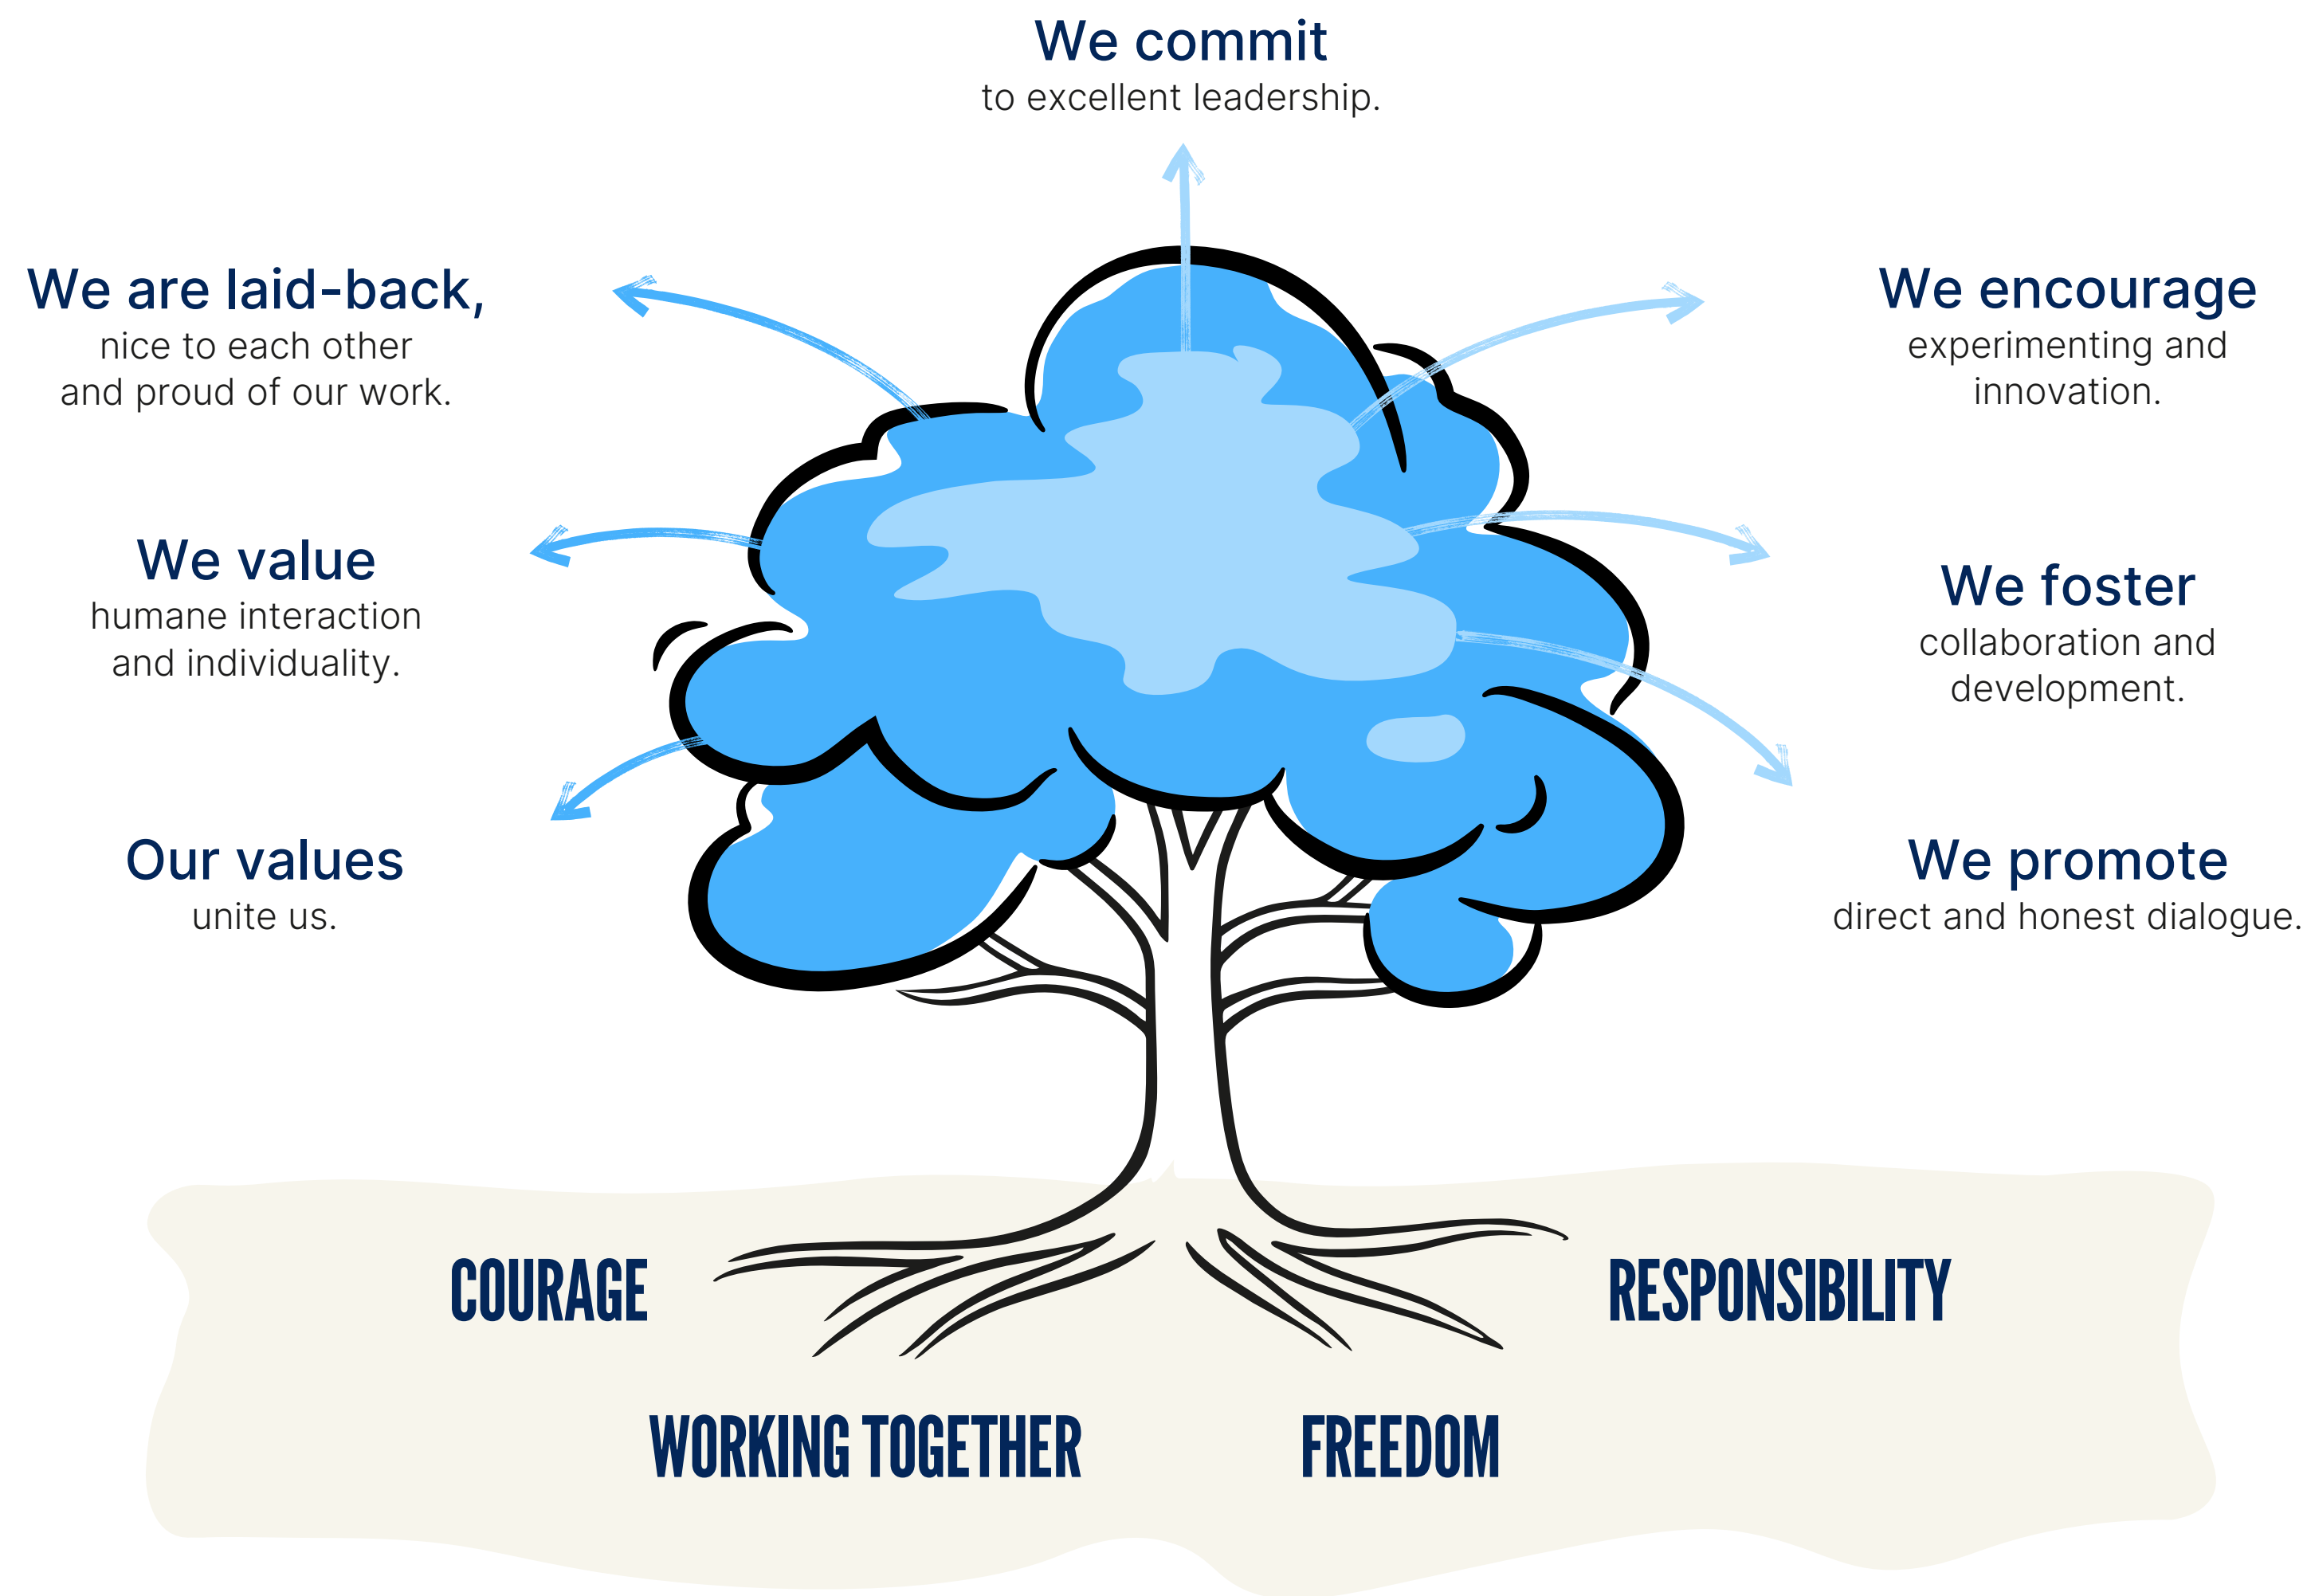 We commit
to excellent leadership.
We are laid-back,
nice to each other
and proud of our work.
We encourage
experimenting and
innovation.
We value
humane interaction
and individuality.
We foster
collaboration and
development.
Our values
unite us.
We promote
direct and honest dialogue.
COURAGE
RESPONSIBILITY
WORKING TOGETHER
FREEDOM